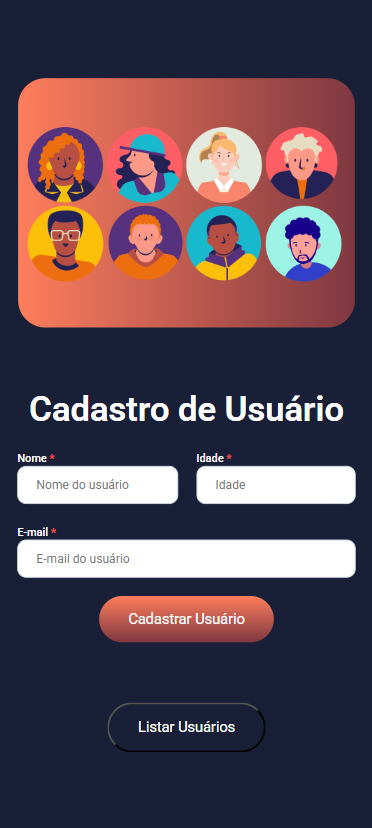 Cadastro de Usuário
Nome * Idade *
Nome do usuário Idade
E-mail *
E-mail do usuário
Cadastrar Usuário
Listar Usuários